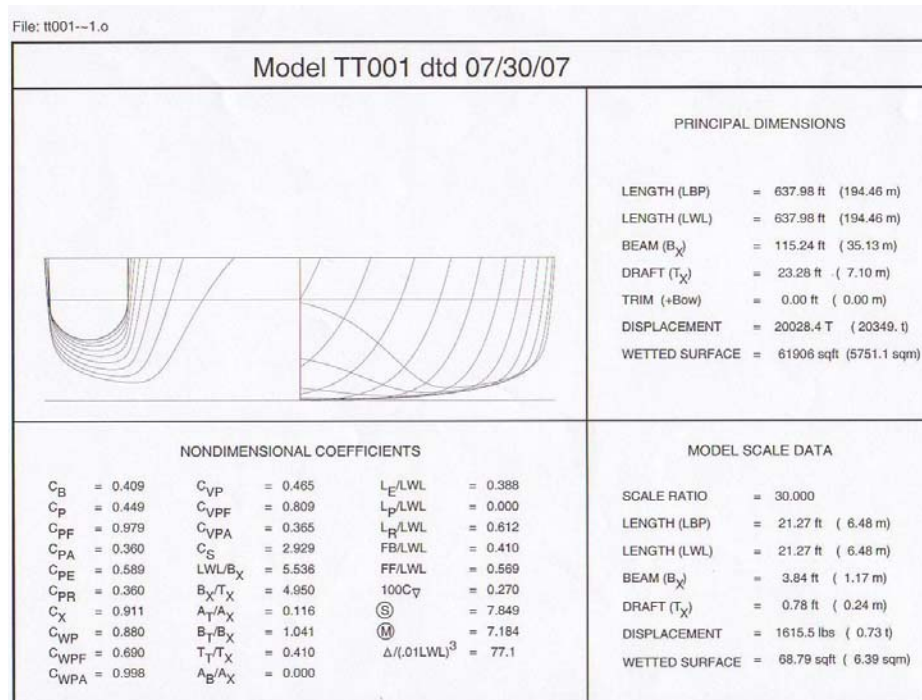 File: tt001--~1.o
Model TT001 dtd 07/30/07
PRINCIPAL DIMENSIONS
LENGTH (LBP) = 637.98 ft (194.46 m)
LENGTH (LWL) = 637.98 ft (194.46 m)
BEAM (BX) = 115.24 ft (35.13 m)
DRAFT (TX) = 23.28 ft ( 7.10 m)
TRIM (+Bow) = 0.00 ft ( 0.00 m)
DISPLACEMENT = 20028.4 T (20349. t)
WETTED SURFACE = 61906 sqft (5751.1 sqm)
NONDIMENSIONAL COEFFICIENTS
CB = 0.409 CVP = 0.465 LE/LWL = 0.388
CP = 0.449 CVPF = 0.809 LP/LWL = 0.000
CPF = 0.979 CVPA = 0.365 LR/LWL = 0.612
CPA = 0.360 CS = 2.929 FB/LWL = 0.410
CPE = 0.589 LWL/BX = 5.536 FF/LWL = 0.569
CPR = 0.360 BX/TX = 4.950 100C∇ = 0.270
CX = 0.911 AT/AX = 0.116 Ⓢ = 7.849
CWP = 0.880 BT/BX = 1.041 Ⓜ = 7.184
CWPF = 0.690 TT/TX = 0.410 Δ/(.01LWL)³ = 77.1
CWPA = 0.998 AB/AX = 0.000
MODEL SCALE DATA
SCALE RATIO = 30.000
LENGTH (LBP) = 21.27 ft ( 6.48 m)
LENGTH (LWL) = 21.27 ft ( 6.48 m)
BEAM (BX) = 3.84 ft ( 1.17 m)
DRAFT (TX) = 0.78 ft ( 0.24 m)
DISPLACEMENT = 1615.5 lbs ( 0.73 t)
WETTED SURFACE = 68.79 sqft ( 6.39 sqm)